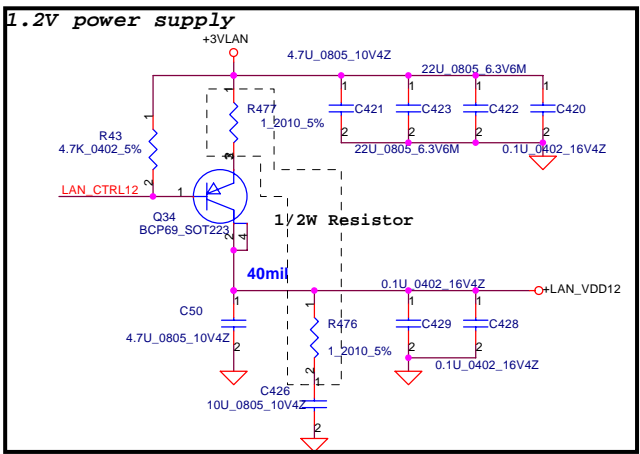 1.2V power supply
+3VLAN
4.7U_0805_10V4Z
22U_0805_6.3V6M
1 1 1 1 1 1
R477
C421 C423 C422 C420
R43
1_2010_5%
4.7K_0402_5%
2 2 2 2 2
22U_0805_6.3V6M
0.1U_0402_16V4Z
3
LAN_CTRL12
1
Q34
BCP69_SOT223
2 4
1/2W Resistor
40mil
0.1U_0402_16V4Z
+LAN_VDD12
1 1 1 1
C50
R476
C429 C428
4.7U_0805_10V4Z
1_2010_5%
2 2 2 2
0.1U_0402_16V4Z
C426
1
10U_0805_10V4Z
2